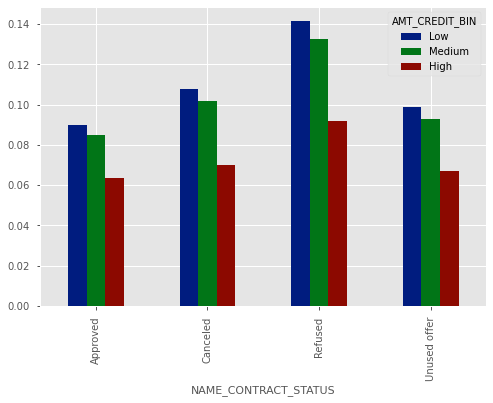 0.14
0.12
0.10
0.08
0.06
0.04
0.02
0.00
AMT_CREDIT_BIN
Low
Medium
High
Approved
Canceled
Refused
Unused offer
NAME_CONTRACT_STATUS